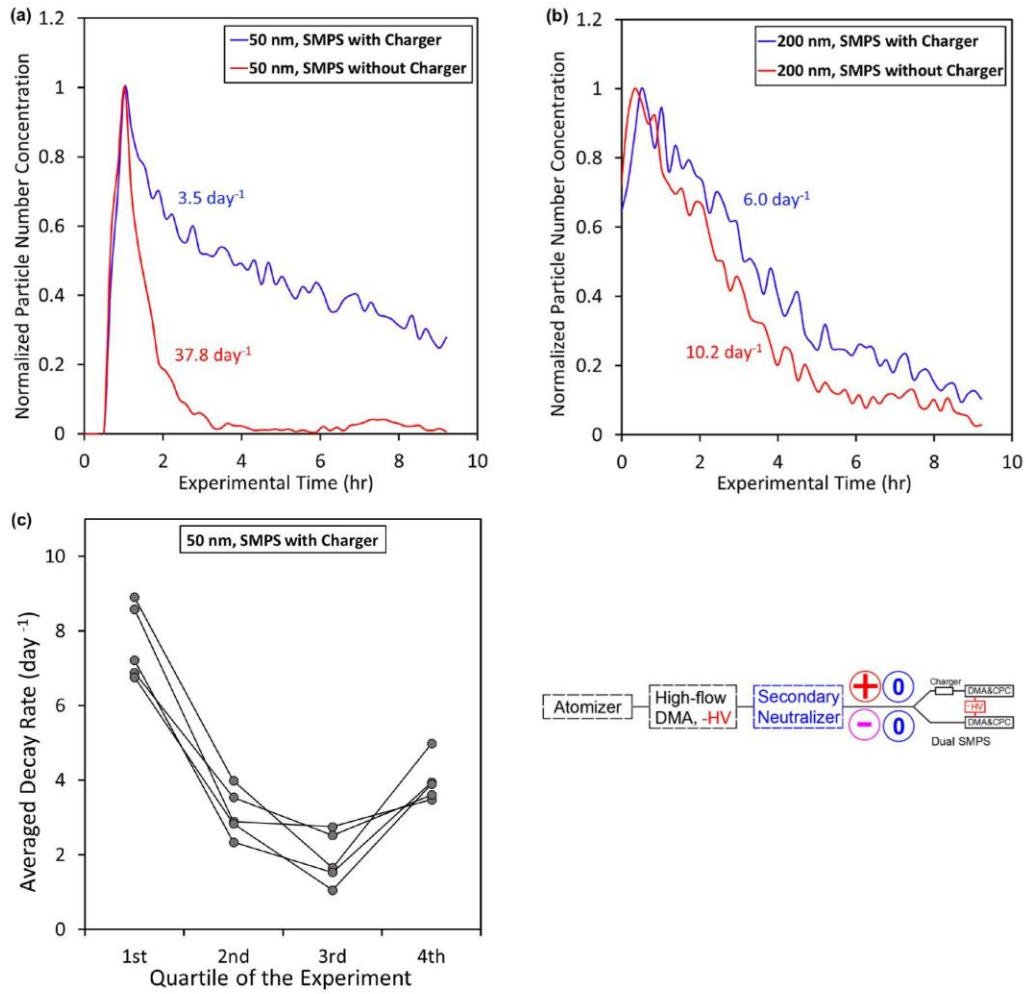 (a)
1.2
1
0.8
0.6
0.4
0.2
0
Normalized Particle Number Concentration
50 nm, SMPS with Charger
50 nm, SMPS without Charger
3.5 day⁻¹
37.8 day⁻¹
0 2 4 6 8 10
Experimental Time (hr)
(b)
1.2
1
0.8
0.6
0.4
0.2
0
Normalized Particle Number Concentration
200 nm, SMPS with Charger
200 nm, SMPS without Charger
6.0 day⁻¹
10.2 day⁻¹
0 2 4 6 8 10
Experimental Time (hr)
(c)
50 nm, SMPS with Charger
10
8
6
4
2
0
Averaged Decay Rate (day ⁻¹)
1st 2nd 3rd 4th
Quartile of the Experiment
Atomizer
High-flow
DMA, -HV
Secondary
Neutralizer
+ 0
- 0
Charger
DMA&CPC
-HV
DMA&CPC
Dual SMPS